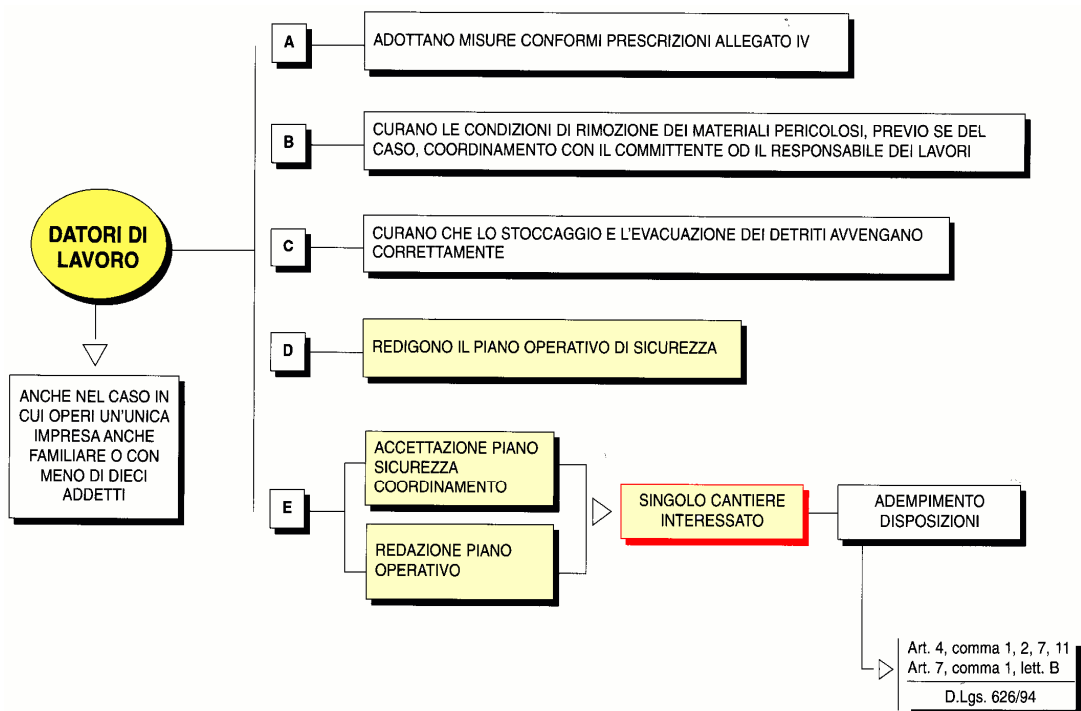 A
ADOTTANO MISURE CONFORMI PRESCRIZIONI ALLEGATO IV
B
CURANO LE CONDIZIONI DI RIMOZIONE DEI MATERIALI PERICOLOSI, PREVIO SE DEL
CASO, COORDINAMENTO CON IL COMMITTENTE OD IL RESPONSABILE DEI LAVORI
DATORI DI
LAVORO
C
CURANO CHE LO STOCCAGGIO E L'EVACUAZIONE DEI DETRITI AVVENGANO
CORRETTAMENTE
D
REDIGONO IL PIANO OPERATIVO DI SICUREZZA
ANCHE NEL CASO IN
CUI OPERI UN'UNICA
IMPRESA ANCHE
FAMILIARE O CON
MENO DI DIECI
ADDETTI
E
ACCETTAZIONE PIANO
SICUREZZA
COORDINAMENTO
REDAZIONE PIANO
OPERATIVO
SINGOLO CANTIERE
INTERESSATO
ADEMPIMENTO
DISPOSIZIONI
Art. 4, comma 1, 2, 7, 11
Art. 7, comma 1, lett. B
D.Lgs. 626/94